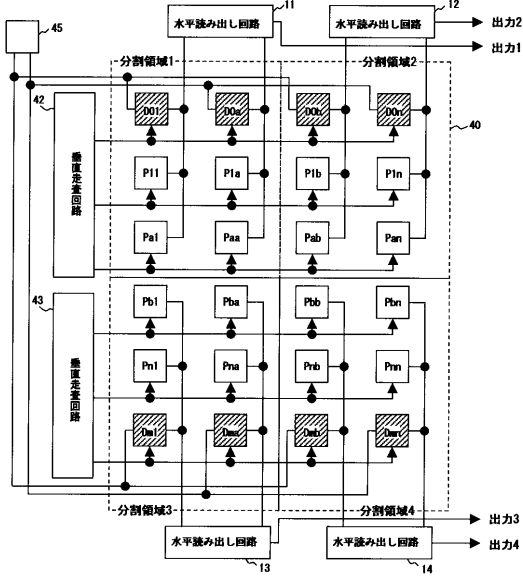 11
12
水平読み出し回路
水平読み出し回路
出力2
出力1
45
分割領域1
分割領域2
42
40
垂直走査回路
D01
D0a
D0b
D0n
P11
P1a
P1b
P1n
Pa1
Paa
Pab
Pan
43
垂直走査回路
Pb1
Pba
Pbb
Pbn
Pn1
Pna
Pnb
Pnn
Dm1
Dma
Dmb
Dmn
分割領域3
分割領域4
水平読み出し回路
水平読み出し回路
出力3
出力4
13
14